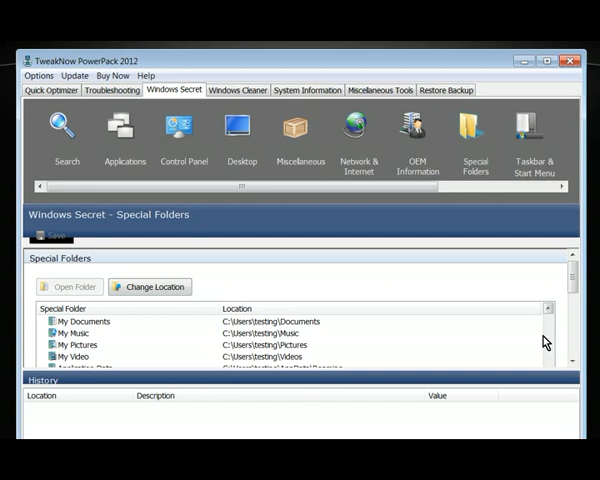 TweakNow PowerPack 2012
Options Update Buy Now Help
Quick Optimizer Troubleshooting Windows Secret Windows Cleaner System Information Miscellaneous Tools Restore Backup
Search Applications Control Panel Desktop Miscellaneous Network & Internet OEM Information Special Folders Taskbar & Start Menu
Windows Secret - Special Folders
Save
Special Folders
Open Folder Change Location
Special Folder Location
My Documents C:\Users\testing\Documents
My Music C:\Users\testing\Music
My Pictures C:\Users\testing\Pictures
My Video C:\Users\testing\Videos
History
Location Description Value